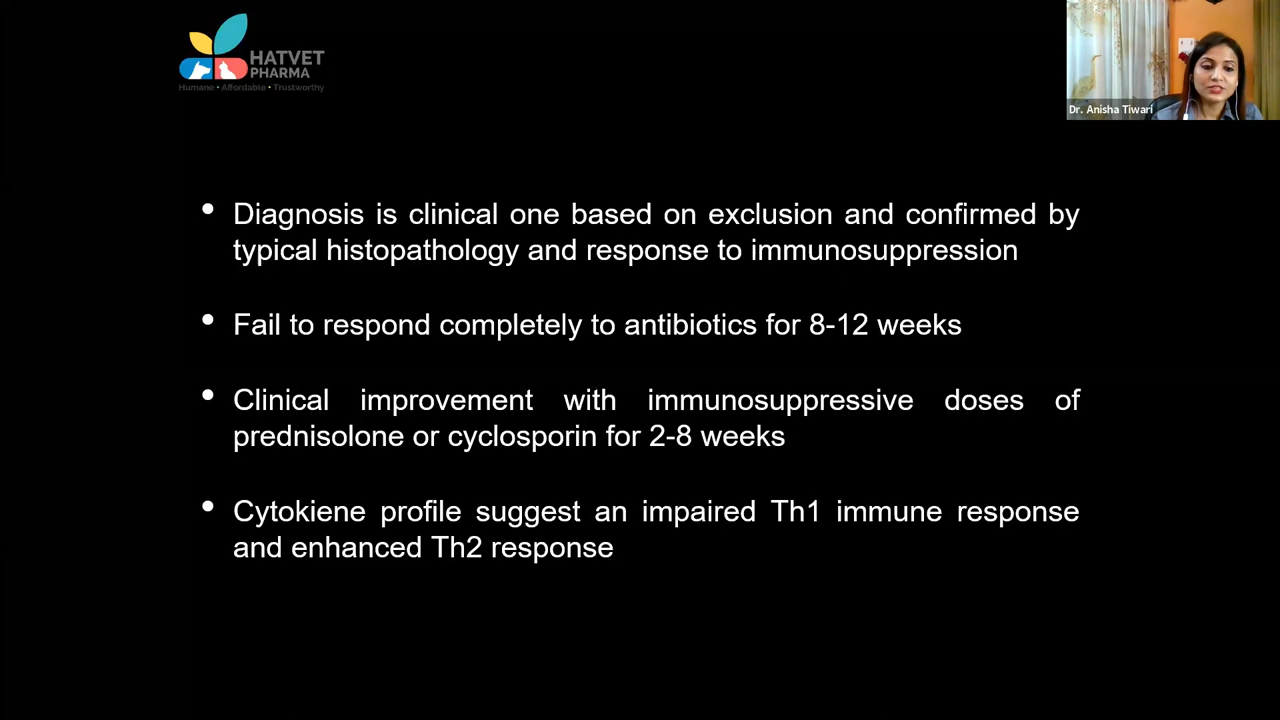 HATVET
PHARMA
Humane • Affordable • Trustworthy
Dr. Anisha Tiwari
• Diagnosis is clinical one based on exclusion and confirmed by
typical histopathology and response to immunosuppression
• Fail to respond completely to antibiotics for 8-12 weeks
• Clinical improvement with immunosuppressive doses of
prednisolone or cyclosporin for 2-8 weeks
• Cytokiene profile suggest an impaired Th1 immune response
and enhanced Th2 response